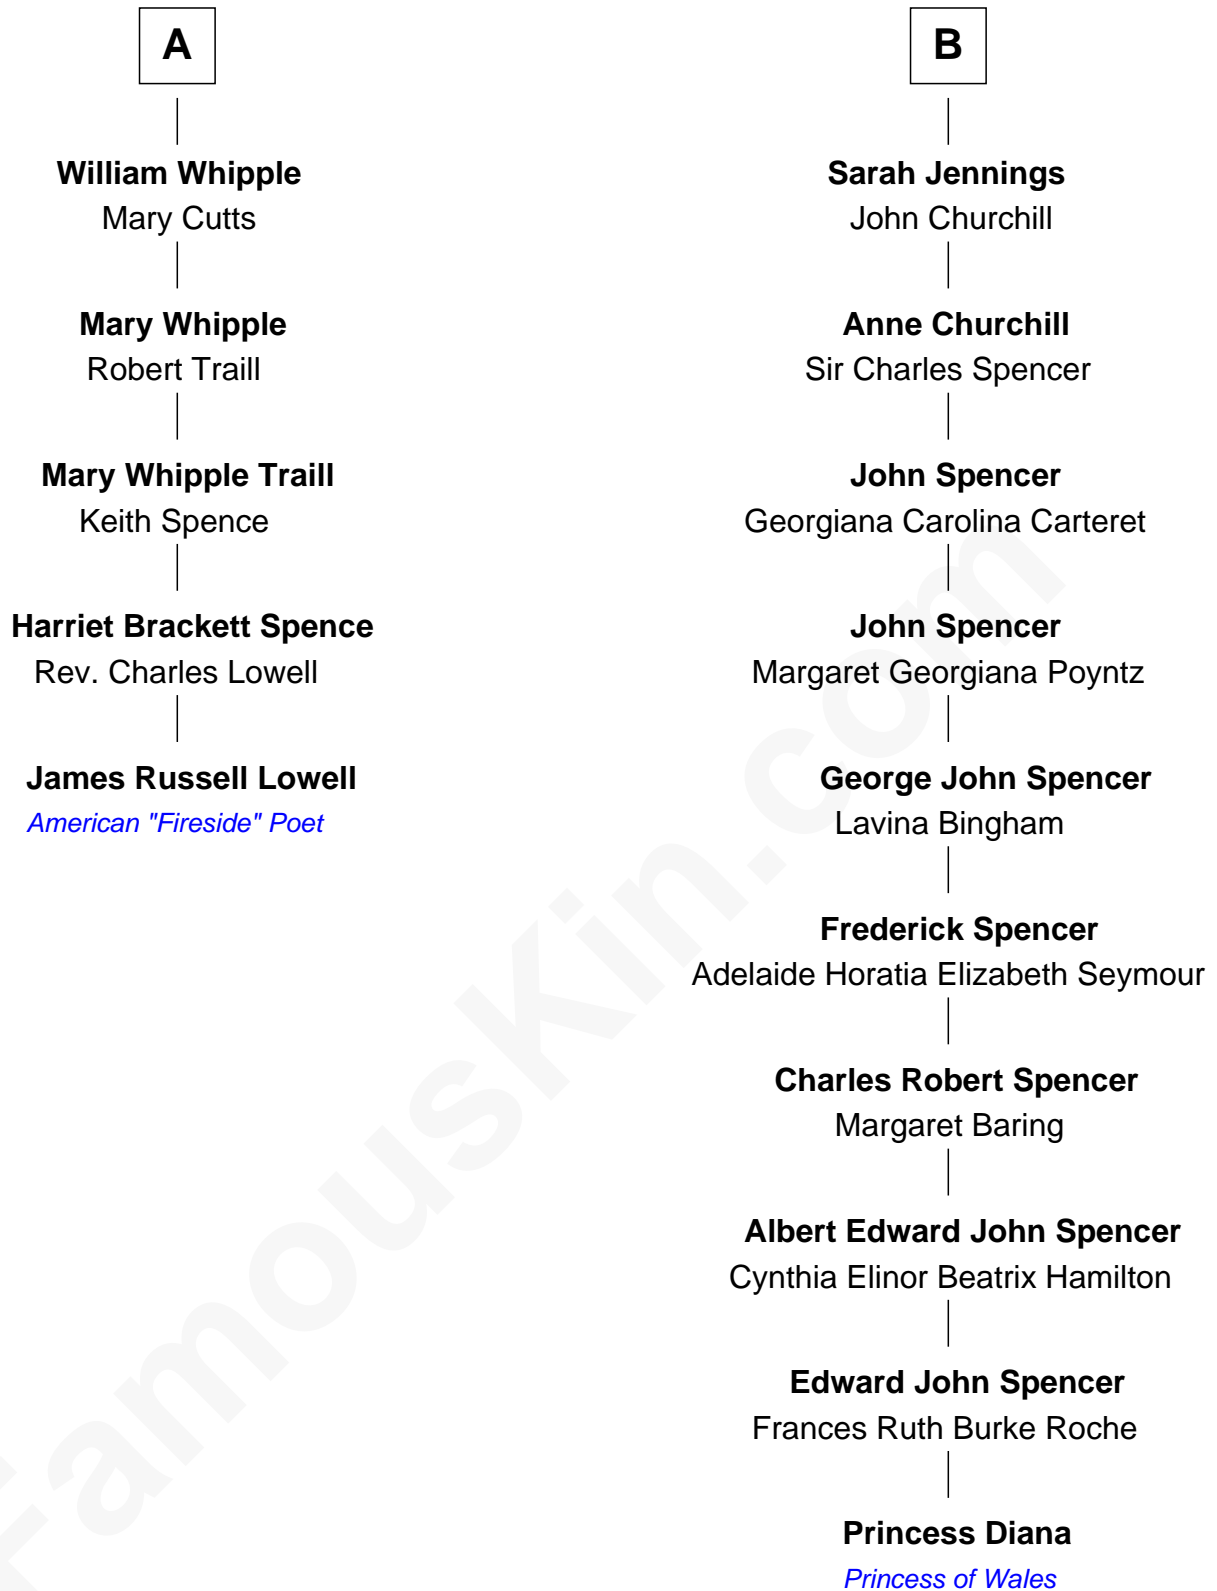 A
William Whipple
Mary Cutts
Mary Whipple
Robert Traill
Mary Whipple Traill
Keith Spence
Harriet Brackett Spence
Rev. Charles Lowell
James Russell Lowell
American "Fireside" Poet
B
Sarah Jennings
John Churchill
Anne Churchill
Sir Charles Spencer
John Spencer
Georgiana Carolina Carteret
John Spencer
Margaret Georgiana Poyntz
George John Spencer
Lavina Bingham
Frederick Spencer
Adelaide Horatia Elizabeth Seymour
Charles Robert Spencer
Margaret Baring
Albert Edward John Spencer
Cynthia Elinor Beatrix Hamilton
Edward John Spencer
Frances Ruth Burke Roche
Princess Diana
Princess of Wales
FamousKin.com